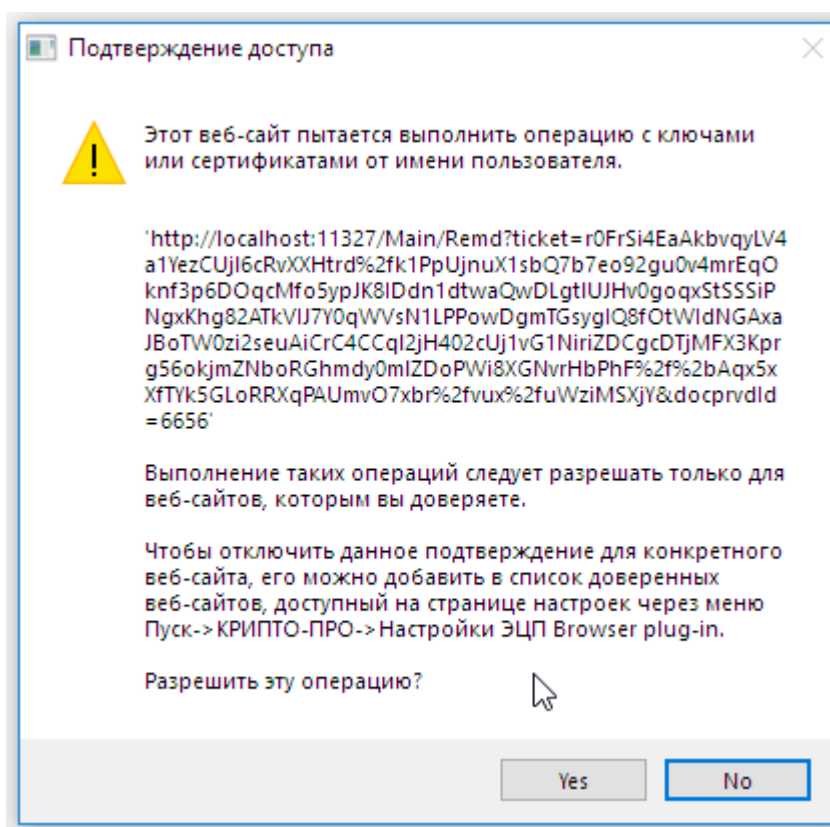 Подтверждение доступа
Этот веб-сайт пытается выполнить операцию с ключами
или сертификатами от имени пользователя.
'http://localhost:11327/Main/Remd?ticket=r0FrSi4EaAkbvqyLV4
a1YezCUjI6cRvXXHtrd%2fk1PpUjnuX1sbQ7b7eo92gu0v4mrEqO
knf3p6DOqcMfo5ypJK8IDdn1dtwaQwDLgtIUJHv0goqxStSSSiP
NgxKhg82ATkVIJ7Y0qWVsN1LPPowDgmTGsygIQ8fOtWIdNGAxa
JBoTW0zi2seuAiCrC4CCqI2jH402cUj1vG1NiriZDCgcDTjMFX3Kpr
g56okjmZNboRGhmdy0mIZDoPWi8XGNvrHbPhF%2f%2bAqx5x
XfTYk5GLoRRXqPAUmvO7xbr%2fvux%2fuWziMSXjY&docprvdId
=6656'
Выполнение таких операций следует разрешать только для
веб-сайтов, которым вы доверяете.
Чтобы отключить данное подтверждение для конкретного
веб-сайта, его можно добавить в список доверенных
веб-сайтов, доступный на странице настроек через меню
Пуск->КРИПТО-ПРО->Настройки ЭЦП Browser plug-in.
Разрешить эту операцию?
Yes
No